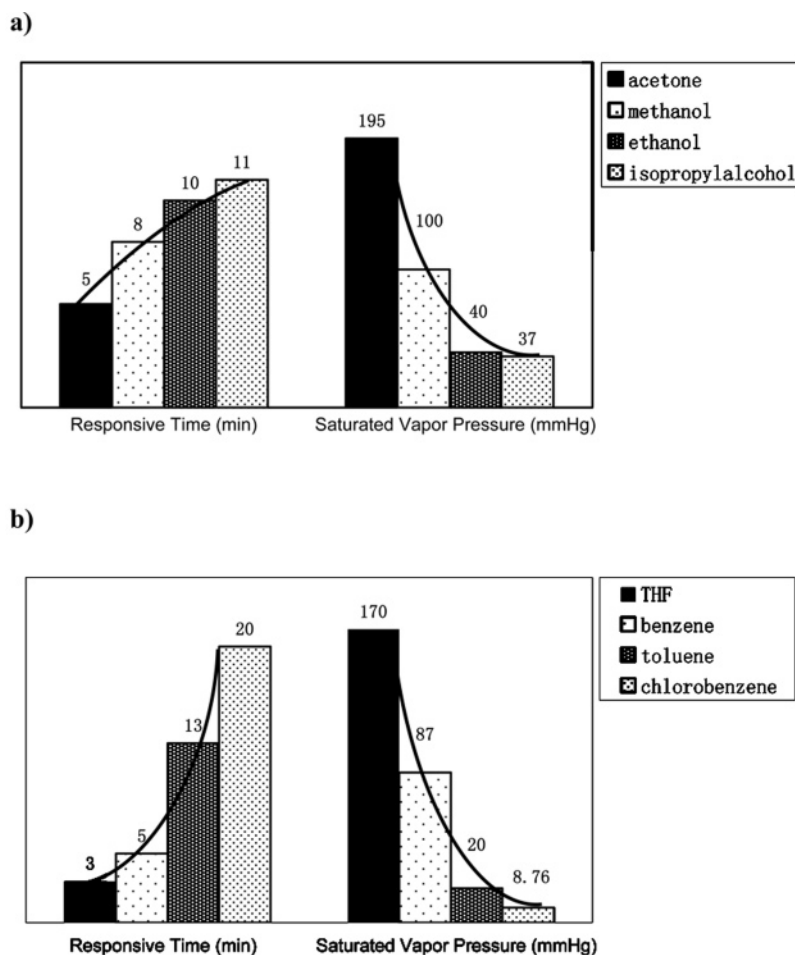 a)
acetone
methanol
ethanol
isopropylalcohol
195
11
10
8
100
5
40
37
Responsive Time (min)
Saturated Vapor Pressure (mmHg)
b)
THF
benzene
toluene
chlorobenzene
20
170
13
87
5
3
20
8.76
Responsive Time (min)
Saturated Vapor Pressure (mmHg)